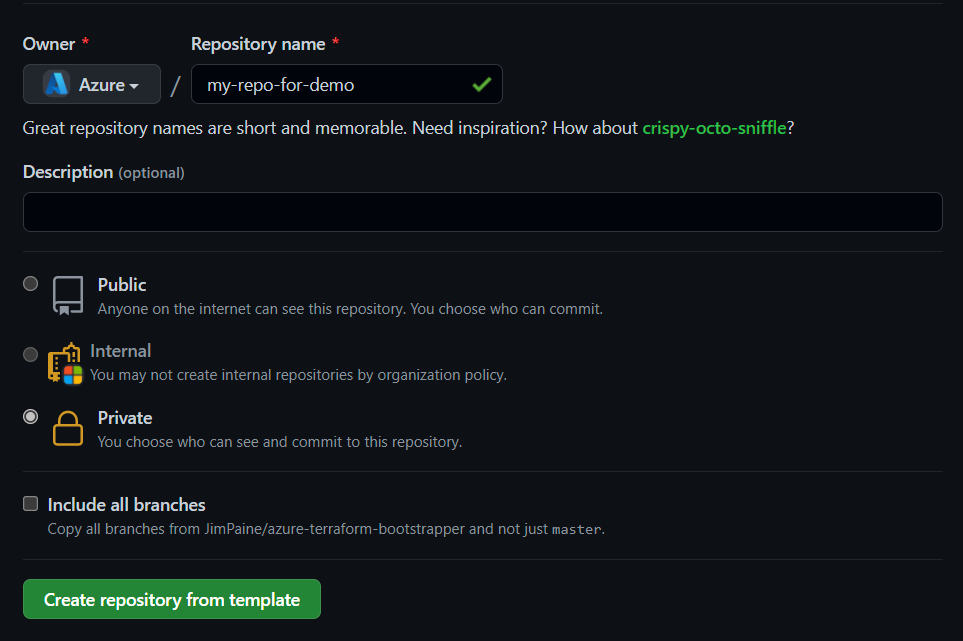 Owner * Repository name *
Azure / my-repo-for-demo
Great repository names are short and memorable. Need inspiration? How about crispy-octo-sniffle?
Description (optional)
Public
Anyone on the internet can see this repository. You choose who can commit.
Internal
You may not create internal repositories by organization policy.
Private
You choose who can see and commit to this repository.
Include all branches
Copy all branches from JimPaine/azure-terraform-bootstrapper and not just master.
Create repository from template